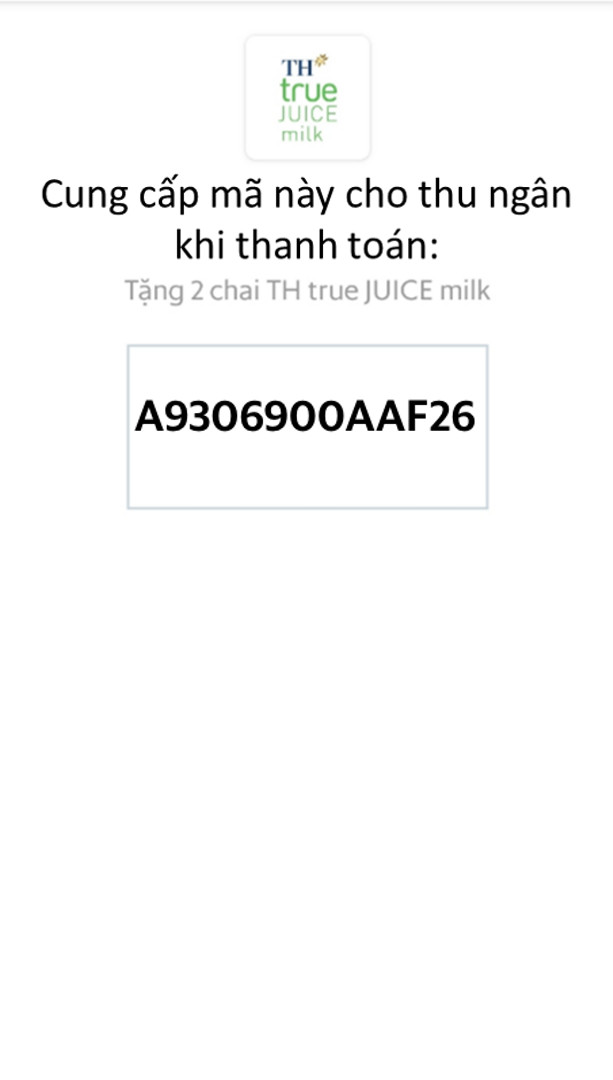 TH
true
JUICE
milk
Cung cấp mã này cho thu ngân
khi thanh toán:
Tặng 2 chai TH true JUICE milk
A9306900AAF26